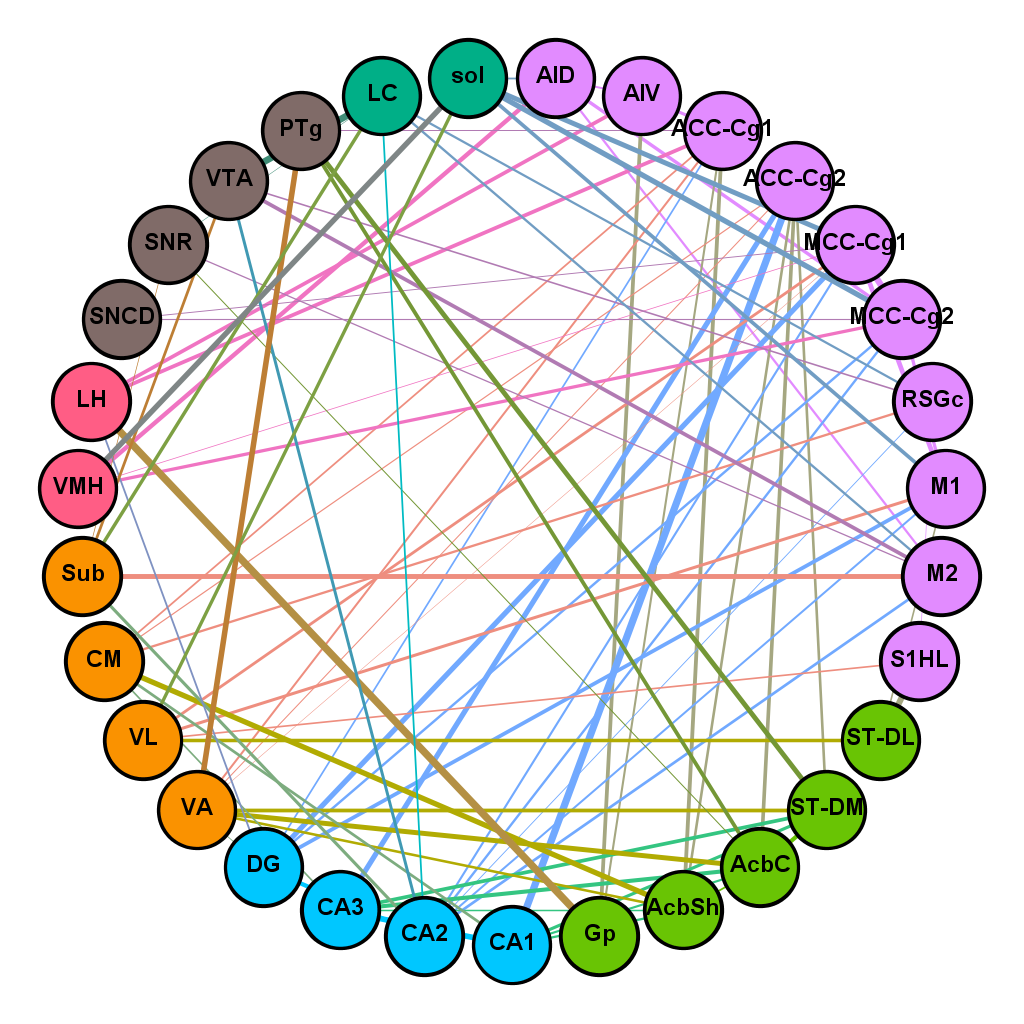 sol
AID
AIV
ACC-Cg1
ACC-Cg2
MCC-Cg1
MCC-Cg2
RSGc
M1
M2
S1HL
ST-DL
ST-DM
AcbC
AcbSh
Gp
CA1
CA2
CA3
DG
VA
VL
CM
Sub
VMH
LH
SNCD
SNR
VTA
PTg
LC